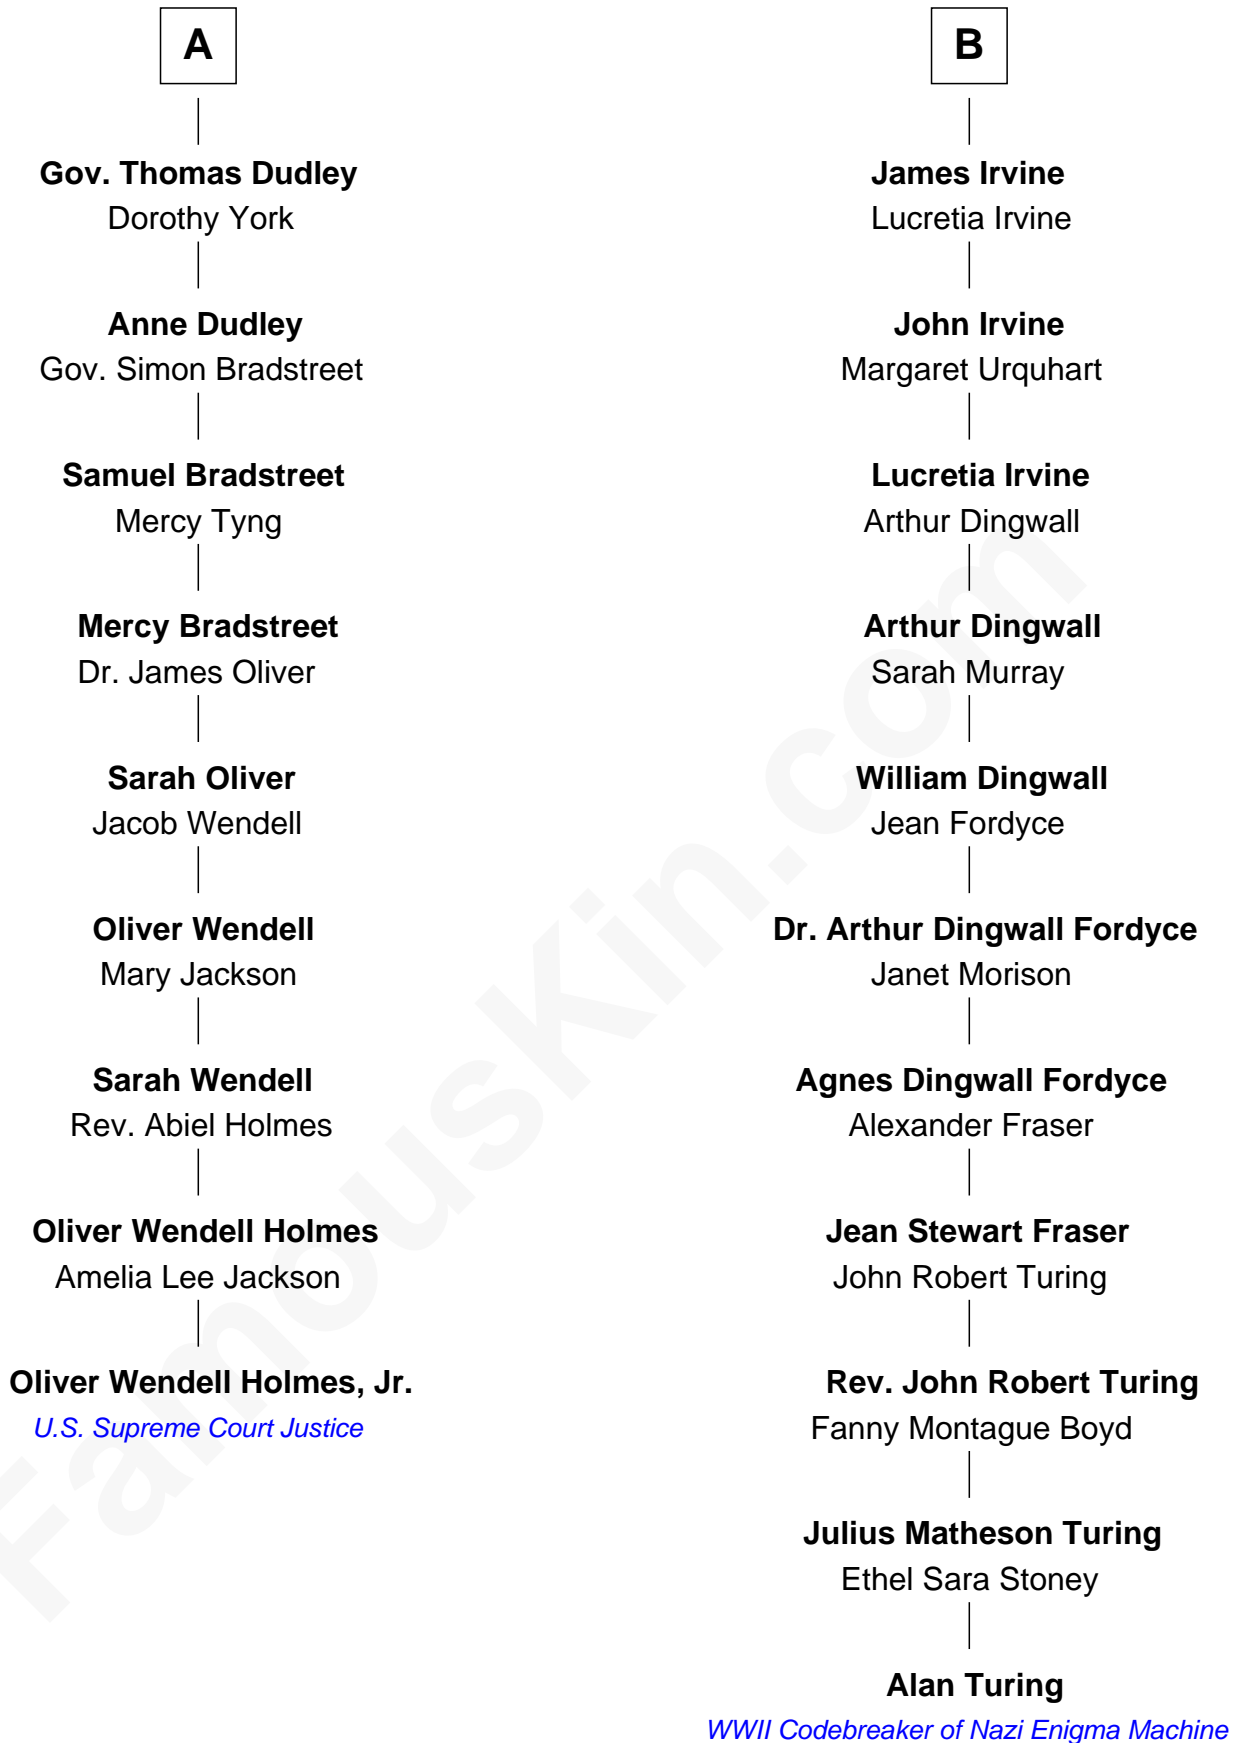 A
Gov. Thomas Dudley
Dorothy York
Anne Dudley
Gov. Simon Bradstreet
Samuel Bradstreet
Mercy Tyng
Mercy Bradstreet
Dr. James Oliver
Sarah Oliver
Jacob Wendell
Oliver Wendell
Mary Jackson
Sarah Wendell
Rev. Abiel Holmes
Oliver Wendell Holmes
Amelia Lee Jackson
Oliver Wendell Holmes, Jr.
U.S. Supreme Court Justice
B
James Irvine
Lucretia Irvine
John Irvine
Margaret Urquhart
Lucretia Irvine
Arthur Dingwall
Arthur Dingwall
Sarah Murray
William Dingwall
Jean Fordyce
Dr. Arthur Dingwall Fordyce
Janet Morison
Agnes Dingwall Fordyce
Alexander Fraser
Jean Stewart Fraser
John Robert Turing
Rev. John Robert Turing
Fanny Montague Boyd
Julius Matheson Turing
Ethel Sara Stoney
Alan Turing
WWII Codebreaker of Nazi Enigma Machine
FamousKin.com